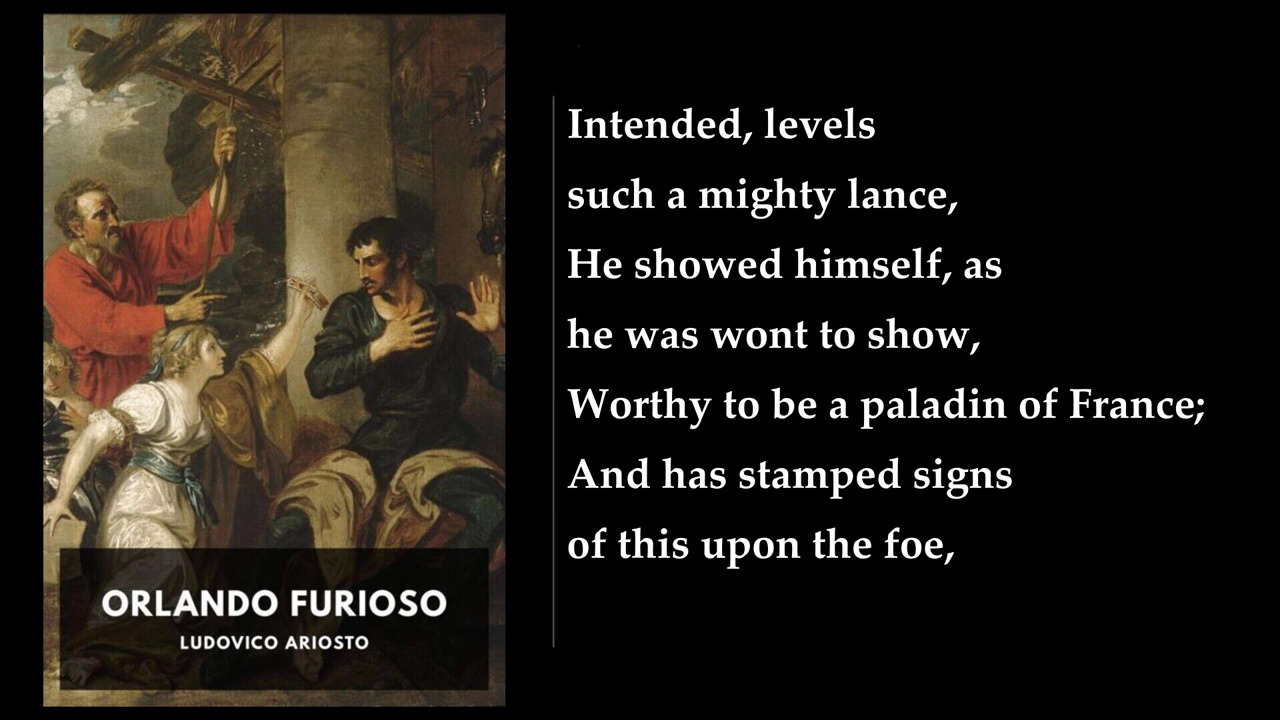 Intended, levels
such a mighty lance,
He showed himself, as
he was wont to show,
Worthy to be a paladin of France;
And has stamped signs
of this upon the foe,
ORLANDO FURIOSO
LUDOVICO ARIOSTO